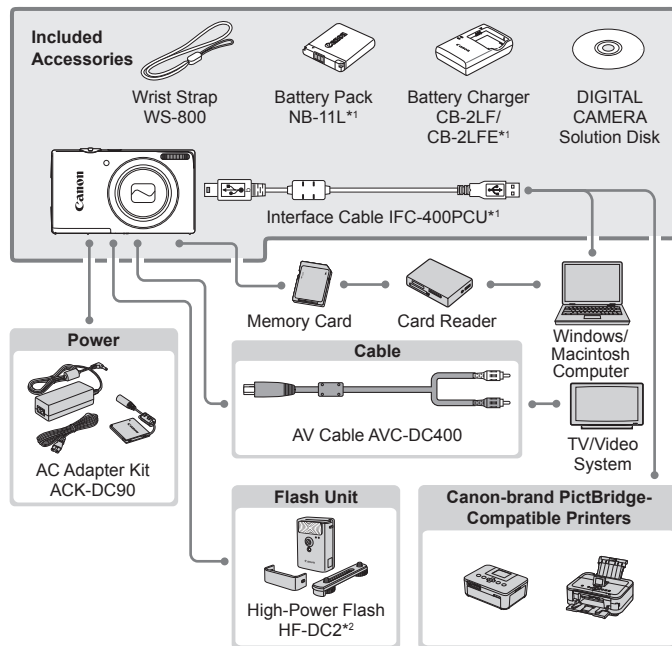 Included
Accessories
Wrist Strap
WS-800
Battery Pack
NB-11L*1
Battery Charger
CB-2LF/
CB-2LFE*1
DIGITAL
CAMERA
Solution Disk
Canon
Interface Cable IFC-400PCU*1
Memory Card
Card Reader
Windows/
Macintosh
Computer
Power
AC Adapter Kit
ACK-DC90
Cable
AV Cable AVC-DC400
TV/Video
System
Flash Unit
High-Power Flash
HF-DC2*2
Canon-brand PictBridge-
Compatible Printers